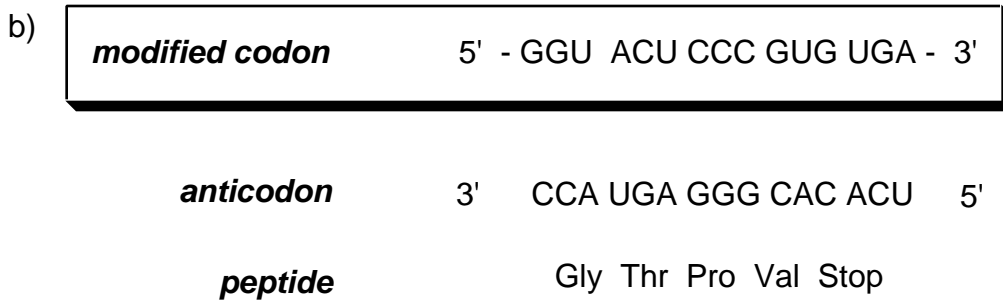 b)
modified codon 5' - GGU ACU CCC GUG UGA - 3'
anticodon 3' CCA UGA GGG CAC ACU 5'
peptide Gly Thr Pro Val Stop